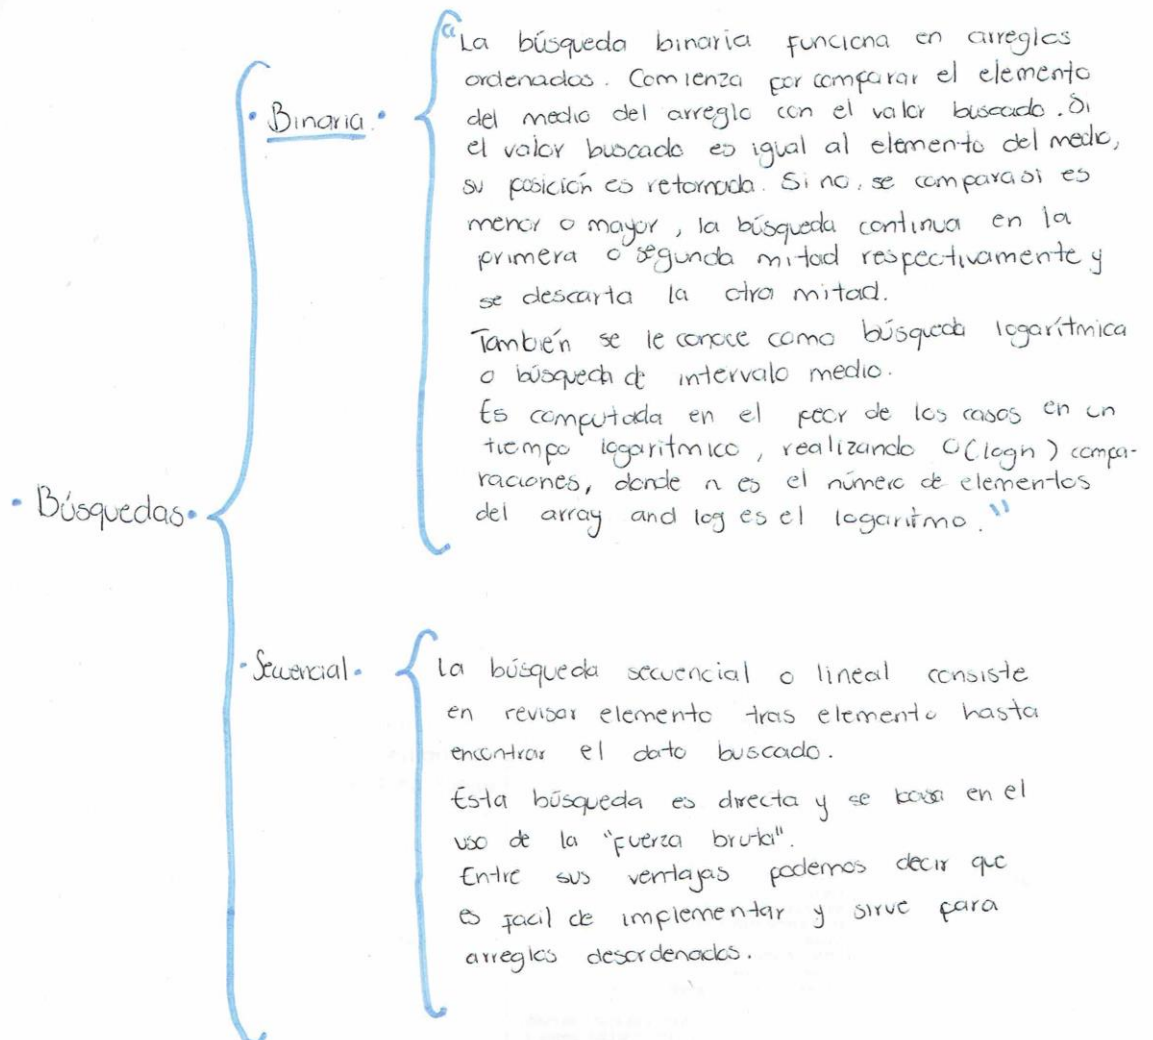 • Búsquedas •
• Binaria •
“La búsqueda binaria funciona en arreglos
ordenados. Comienza por comparar el elemento
del medio del arreglo con el valor buscado. Si
el valor buscado es igual al elemento del medio,
su posición es retornada. Si no, se compara si es
menor o mayor, la búsqueda continua en la
primera o segunda mitad respectivamente y
se descarta la otra mitad.
También se le conoce como búsqueda logarítmica
o búsqueda de intervalo medio.
Es computada en el peor de los casos en un
tiempo logaritmico, realizando O(logn) compa-
raciones, donde n es el número de elementos
del array and log es el logaritmo.”
• Secuencial •
La búsqueda secuencial o lineal consiste
en revisar elemento tras elemento hasta
encontrar el dato buscado.
Esta búsqueda es directa y se basa en el
uso de la "fuerza bruta".
Entre sus ventajas podemos decir que
es facil de implementar y sirve para
arreglos desordenados.